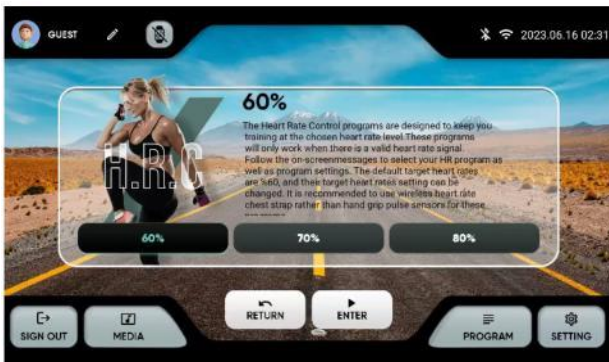 GUEST
2023.06.16 02:31
60%
The Heart Rate Control programs are designed to keep you
training at the chosen heart rate level.These programs
will only work when there is a valid heart rate signal.
Follow the on-screenmessages to select your HR program as
well as program settings. The default target heart rates
are %60, and their target heart rates setting can be
changed. It is recommended to use wireless heart rate
chest strap rather than hand grip pulse sensors for these
H.R.C
60%
70%
80%
RETURN
ENTER
SIGN OUT
MEDIA
PROGRAM
SETTING